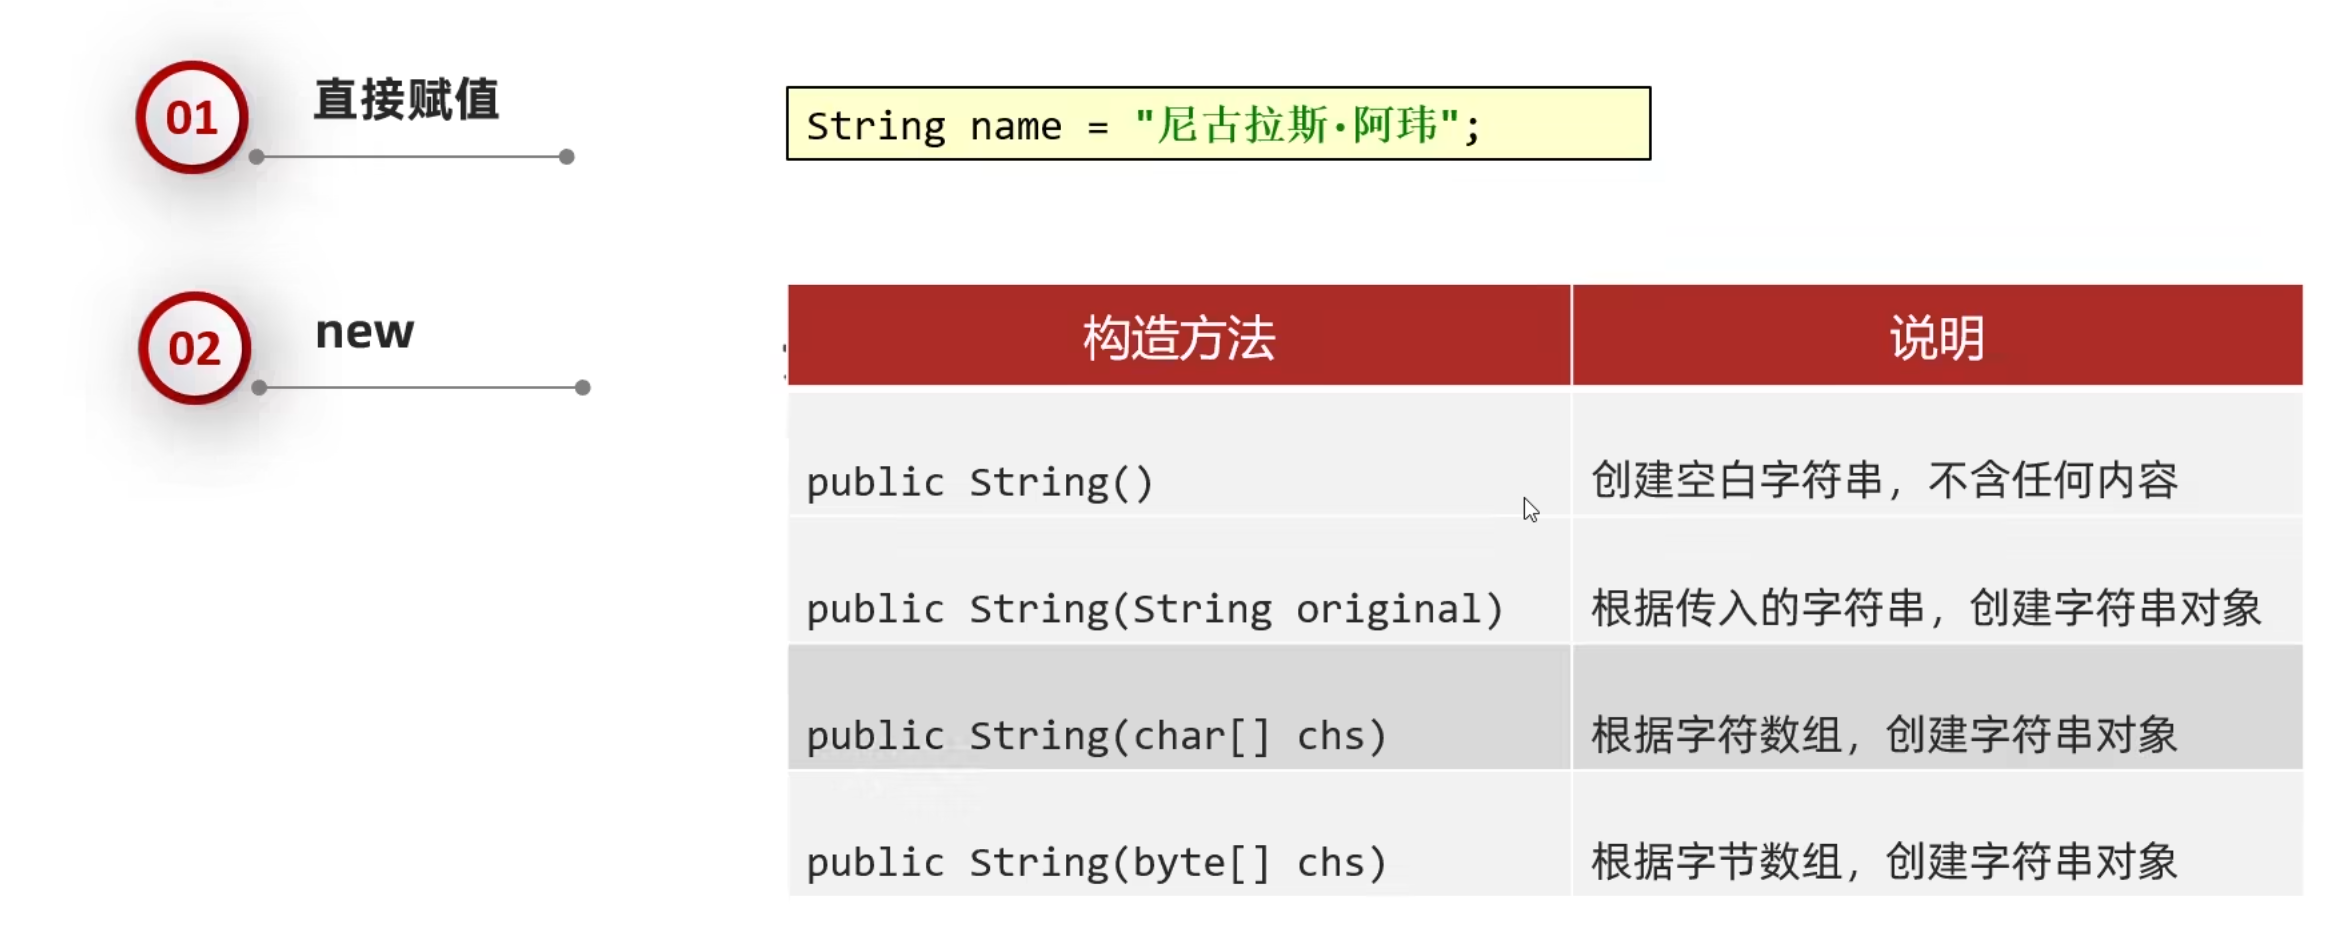 01 直接赋值
String name = "尼古拉斯·阿玮";
02 new
构造方法 说明
public String() 创建空白字符串，不含任何内容
public String(String original) 根据传入的字符串，创建字符串对象
public String(char[] chs) 根据字符数组，创建字符串对象
public String(byte[] chs) 根据字节数组，创建字符串对象